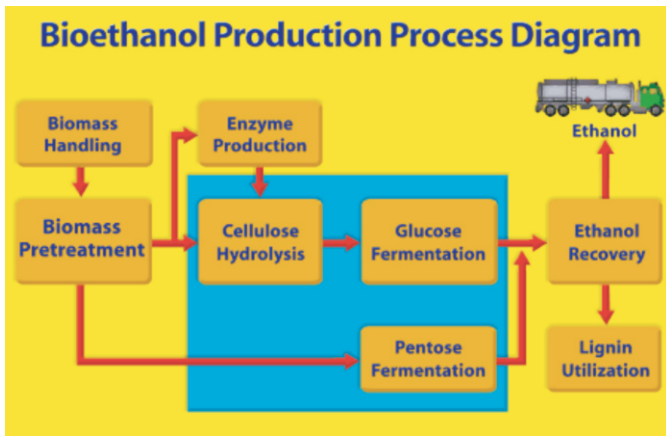 Bioethanol Production Process Diagram
Biomass
Handling
Enzyme
Production
Ethanol
Biomass
Pretreatment
Cellulose
Hydrolysis
Glucose
Fermentation
Ethanol
Recovery
Pentose
Fermentation
Lignin
Utilization